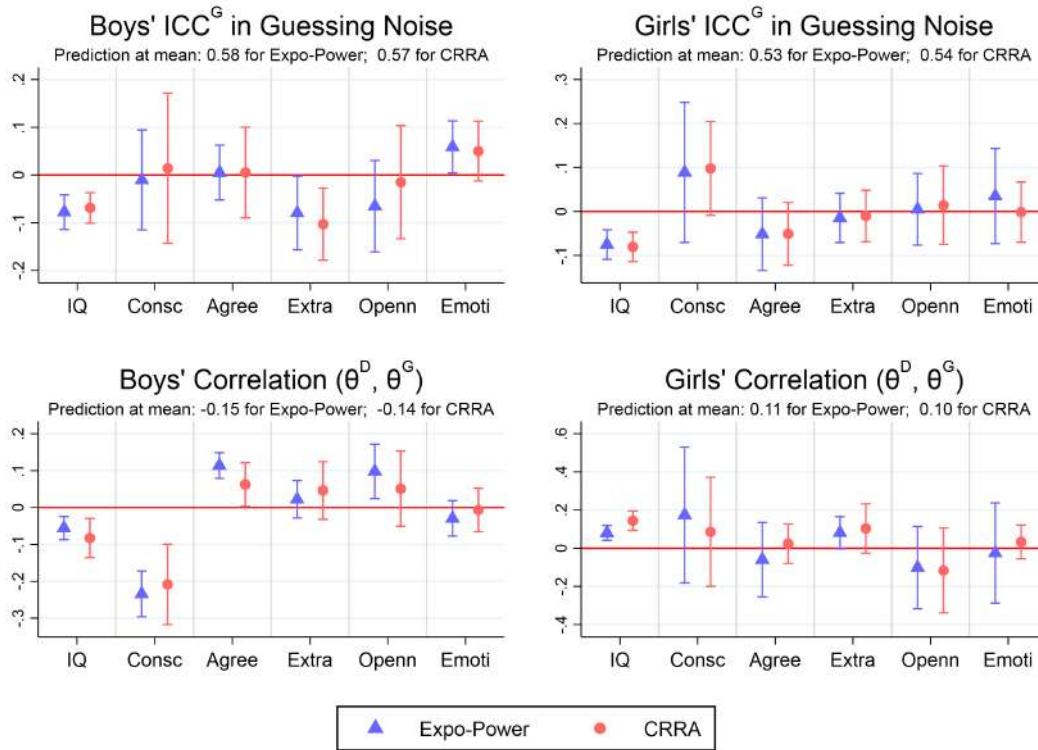 Boys' ICC^G in Guessing Noise
Prediction at mean: 0.58 for Expo-Power; 0.57 for CRRA
.2
.1
0
-.1
-.2
IQ Consc Agree Extra Openn Emoti
Girls' ICC^G in Guessing Noise
Prediction at mean: 0.53 for Expo-Power; 0.54 for CRRA
.3
.2
.1
0
-.1
IQ Consc Agree Extra Openn Emoti
Boys' Correlation (θ^D, θ^G)
Prediction at mean: -0.15 for Expo-Power; -0.14 for CRRA
.2
.1
0
-.1
-.2
-.3
IQ Consc Agree Extra Openn Emoti
Girls' Correlation (θ^D, θ^G)
Prediction at mean: 0.11 for Expo-Power; 0.10 for CRRA
.6
.4
.2
0
-.2
-.4
IQ Consc Agree Extra Openn Emoti
Expo-Power CRRA